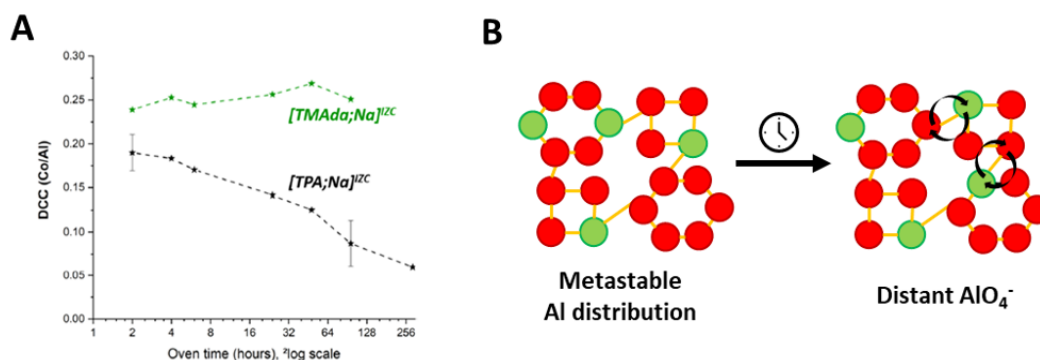 A
B
0.30
0.25
0.20
0.15
0.10
0.05
0.00
DCC (Co/Al)
[TMAda;Na]^IZC
[TPA;Na]^IZC
1 2 4 8 16 32 64 128 256
Oven time (hours), ²log scale
Metastable
Al distribution
Distant AlO₄⁻